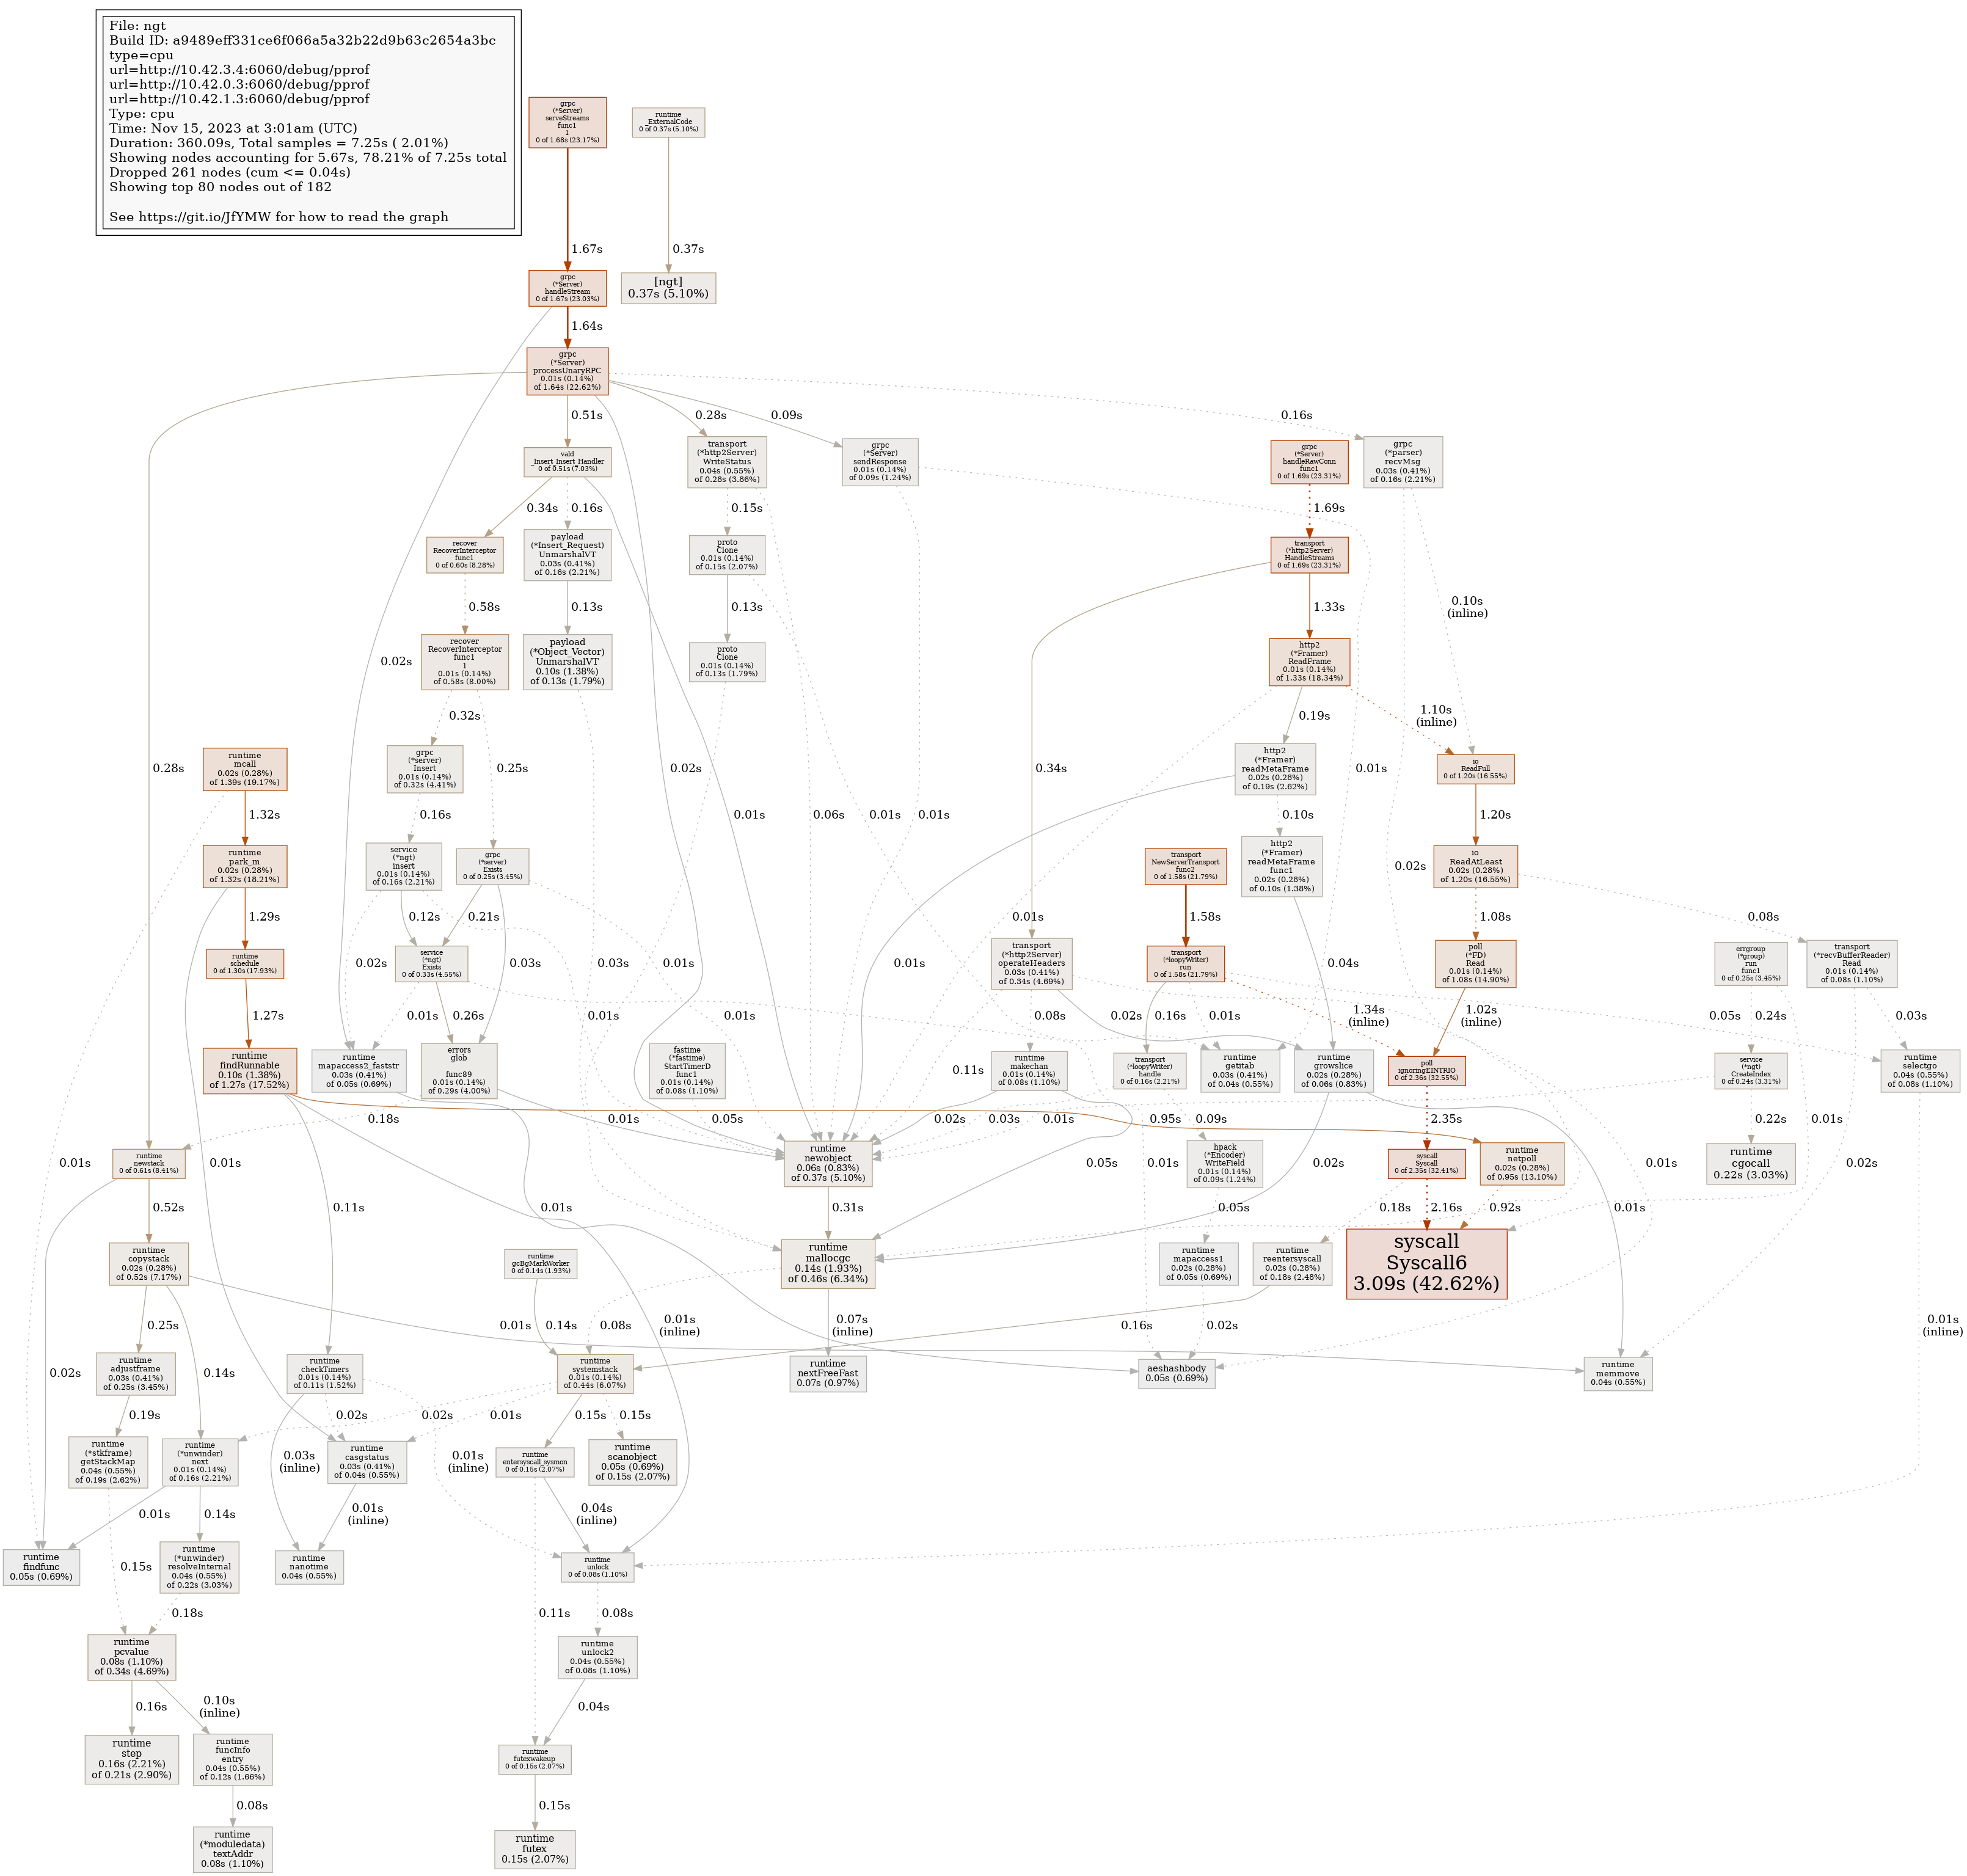 File: ngt
Build ID: a9489eff331ce6f066a5a32b22d9b63c2654a3bc
type=cpu
url=http://10.42.3.4:6060/debug/pprof
url=http://10.42.0.3:6060/debug/pprof
url=http://10.42.1.3:6060/debug/pprof
Type: cpu
Time: Nov 15, 2023 at 3:01am (UTC)
Duration: 360.09s, Total samples = 7.25s ( 2.01%)
Showing nodes accounting for 5.67s, 78.21% of 7.25s total
Dropped 261 nodes (cum <= 0.04s)
Showing top 80 nodes out of 182
See https://git.io/JfYMW for how to read the graph
grpc
(*Server)
serveStreams
func1
1
0 of 1.68s (23.17%)
runtime
_ExternalCode
0 of 0.37s (5.10%)
1.67s
0.37s
grpc
(*Server)
handleStream
0 of 1.67s (23.03%)
[ngt]
0.37s (5.10%)
1.64s
grpc
(*Server)
processUnaryRPC
0.01s (0.14%)
of 1.64s (22.62%)
0.51s
0.28s
0.09s
0.16s
vald
_Insert_Insert_Handler
0 of 0.51s (7.03%)
transport
(*http2Server)
WriteStatus
0.04s (0.55%)
of 0.28s (3.86%)
grpc
(*Server)
sendResponse
0.01s (0.14%)
of 0.09s (1.24%)
grpc
(*Server)
handleRawConn
func1
0 of 1.69s (23.31%)
grpc
(*parser)
recvMsg
0.03s (0.41%)
of 0.16s (2.21%)
0.34s
0.16s
0.15s
1.69s
recover
RecoverInterceptor
func1
0 of 0.60s (8.28%)
payload
(*Insert_Request)
UnmarshalVT
0.03s (0.41%)
of 0.16s (2.21%)
proto
Clone
0.01s (0.14%)
of 0.15s (2.07%)
transport
(*http2Server)
HandleStreams
0 of 1.69s (23.31%)
0.58s
0.13s
0.13s
1.33s
0.10s
(inline)
0.02s
recover
RecoverInterceptor
func1
1
0.01s (0.14%)
of 0.58s (8.00%)
payload
(*Object_Vector)
UnmarshalVT
0.10s (1.38%)
of 0.13s (1.79%)
proto
Clone
0.01s (0.14%)
of 0.13s (1.79%)
http2
(*Framer)
ReadFrame
0.01s (0.14%)
of 1.33s (18.34%)
0.32s
0.19s
1.10s
(inline)
runtime
mcall
0.02s (0.28%)
of 1.39s (19.17%)
0.28s
grpc
(*server)
Insert
0.01s (0.14%)
of 0.32s (4.41%)
0.25s
0.02s
0.34s
http2
(*Framer)
readMetaFrame
0.02s (0.28%)
of 0.19s (2.62%)
0.01s
io
ReadFull
0 of 1.20s (16.55%)
1.32s
0.16s
0.01s
0.06s
0.01s
0.01s
0.10s
1.20s
runtime
park_m
0.02s (0.28%)
of 1.32s (18.21%)
service
(*ngt)
insert
0.01s (0.14%)
of 0.16s (2.21%)
grpc
(*server)
Exists
0 of 0.25s (3.45%)
transport
NewServerTransport
func2
0 of 1.58s (21.79%)
http2
(*Framer)
readMetaFrame
func1
0.02s (0.28%)
of 0.10s (1.38%)
0.02s
io
ReadAtLeast
0.02s (0.28%)
of 1.20s (16.55%)
1.29s
0.12s
0.21s
0.01s
1.58s
1.08s
0.08s
runtime
schedule
0 of 1.30s (17.93%)
0.02s
service
(*ngt)
Exists
0 of 0.33s (4.55%)
0.03s
0.03s
0.01s
0.01s
transport
(*http2Server)
operateHeaders
0.03s (0.41%)
of 0.34s (4.69%)
transport
(*loopyWriter)
run
0 of 1.58s (21.79%)
0.04s
poll
(*FD)
Read
0.01s (0.14%)
of 1.08s (14.90%)
errgroup
(*group)
run
func1
0 of 0.25s (3.45%)
transport
(*recvBufferReader)
Read
0.01s (0.14%)
of 0.08s (1.10%)
1.27s
0.01s
0.26s
0.01s
0.01s
0.08s
0.02s
0.16s
0.01s
1.34s
(inline)
1.02s
(inline)
0.05s
0.24s
0.03s
runtime
findRunnable
0.10s (1.38%)
of 1.27s (17.52%)
runtime
mapaccess2_faststr
0.03s (0.41%)
of 0.05s (0.69%)
errors
glob

func89
0.01s (0.14%)
of 0.29s (4.00%)
fastime
(*fastime)
StartTimerD
func1
0.01s (0.14%)
of 0.08s (1.10%)
0.11s
runtime
makechan
0.01s (0.14%)
of 0.08s (1.10%)
transport
(*loopyWriter)
handle
0 of 0.16s (2.21%)
runtime
getitab
0.03s (0.41%)
of 0.04s (0.55%)
runtime
growslice
0.02s (0.28%)
of 0.06s (0.83%)
poll
ignoringEINTRIO
0 of 2.36s (32.55%)
service
(*ngt)
CreateIndex
0 of 0.24s (3.31%)
runtime
selectgo
0.04s (0.55%)
of 0.08s (1.10%)
0.18s
0.01s
0.05s
0.02s
0.03s
0.01s
0.95s
0.09s
2.35s
0.01s
0.22s
0.01s
runtime
newstack
0 of 0.61s (8.41%)
0.01s
runtime
newobject
0.06s (0.83%)
of 0.37s (5.10%)
0.05s
0.01s
hpack
(*Encoder)
WriteField
0.01s (0.14%)
of 0.09s (1.24%)
0.02s
syscall
Syscall
0 of 2.35s (32.41%)
runtime
netpoll
0.02s (0.28%)
of 0.95s (13.10%)
0.01s
runtime
cgocall
0.22s (3.03%)
0.02s
0.52s
0.11s
0.01s
0.31s
0.05s
0.18s
2.16s
0.92s
0.01s
runtime
copystack
0.02s (0.28%)
of 0.52s (7.17%)
runtime
gcBgMarkWorker
0 of 0.14s (1.93%)
runtime
mallocgc
0.14s (1.93%)
of 0.46s (6.34%)
runtime
mapaccess1
0.02s (0.28%)
of 0.05s (0.69%)
runtime
reentersyscall
0.02s (0.28%)
of 0.18s (2.48%)
syscall
Syscall6
3.09s (42.62%)
0.25s
0.14s
0.01s
0.14s
0.08s
0.01s
(inline)
0.07s
(inline)
0.16s
0.02s
0.01s
(inline)
0.02s
runtime
adjustframe
0.03s (0.41%)
of 0.25s (3.45%)
runtime
checkTimers
0.01s (0.14%)
of 0.11s (1.52%)
runtime
systemstack
0.01s (0.14%)
of 0.44s (6.07%)
runtime
nextFreeFast
0.07s (0.97%)
aeshashbody
0.05s (0.69%)
runtime
memmove
0.04s (0.55%)
0.19s
0.02s
0.02s
0.01s
0.15s
0.15s
runtime
(*stkframe)
getStackMap
0.04s (0.55%)
of 0.19s (2.62%)
runtime
(*unwinder)
next
0.01s (0.14%)
of 0.16s (2.21%)
0.03s
(inline)
runtime
casgstatus
0.03s (0.41%)
of 0.04s (0.55%)
0.01s
(inline)
runtime
entersyscall_sysmon
0 of 0.15s (2.07%)
runtime
scanobject
0.05s (0.69%)
of 0.15s (2.07%)
0.01s
0.14s
0.01s
(inline)
0.04s
(inline)
runtime
findfunc
0.05s (0.69%)
0.15s
runtime
(*unwinder)
resolveInternal
0.04s (0.55%)
of 0.22s (3.03%)
runtime
nanotime
0.04s (0.55%)
runtime
unlock
0 of 0.08s (1.10%)
0.18s
0.11s
0.08s
runtime
pcvalue
0.08s (1.10%)
of 0.34s (4.69%)
runtime
unlock2
0.04s (0.55%)
of 0.08s (1.10%)
0.16s
0.10s
(inline)
0.04s
runtime
step
0.16s (2.21%)
of 0.21s (2.90%)
runtime
funcInfo
entry
0.04s (0.55%)
of 0.12s (1.66%)
runtime
futexwakeup
0 of 0.15s (2.07%)
0.08s
0.15s
runtime
(*moduledata)
textAddr
0.08s (1.10%)
runtime
futex
0.15s (2.07%)